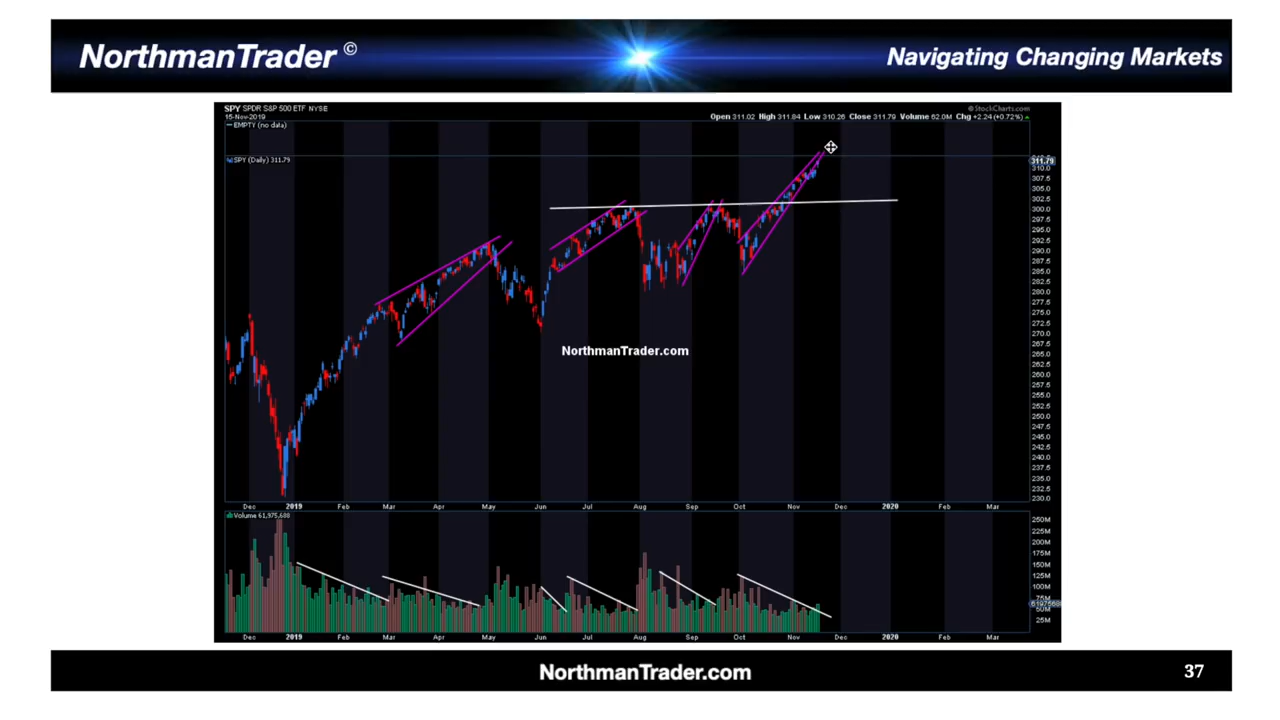 NorthmanTrader ©
Navigating Changing Markets
SPY SPDR S&P 500 ETF NYSE
© StockCharts.com
15-Nov-2019
Open 311.02 High 311.84 Low 310.26 Close 311.79 Volume 62.0M Chg +2.24 (+0.72%)
EMPTY (no data)
SPY (Daily) 311.79
311.79
310.0
307.5
305.0
302.5
300.0
297.5
295.0
292.5
290.0
287.5
285.0
282.5
280.0
277.5
275.0
272.5
270.0
267.5
265.0
262.5
260.0
257.5
255.0
252.5
250.0
247.5
245.0
242.5
240.0
237.5
235.0
232.5
230.0
NorthmanTrader.com
Dec 2019 Feb Mar Apr May Jun Jul Aug Sep Oct Nov Dec 2020 Feb Mar
Volume 61,975,688
250M
225M
200M
175M
150M
125M
100M
75M
61975688
50M
25M
Dec 2019 Feb Mar Apr May Jun Jul Aug Sep Oct Nov Dec 2020 Feb Mar
NorthmanTrader.com
37